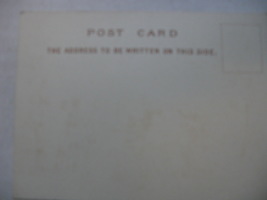 POST CARD
THE ADDRESS TO BE WRITTEN ON THIS SIDE.